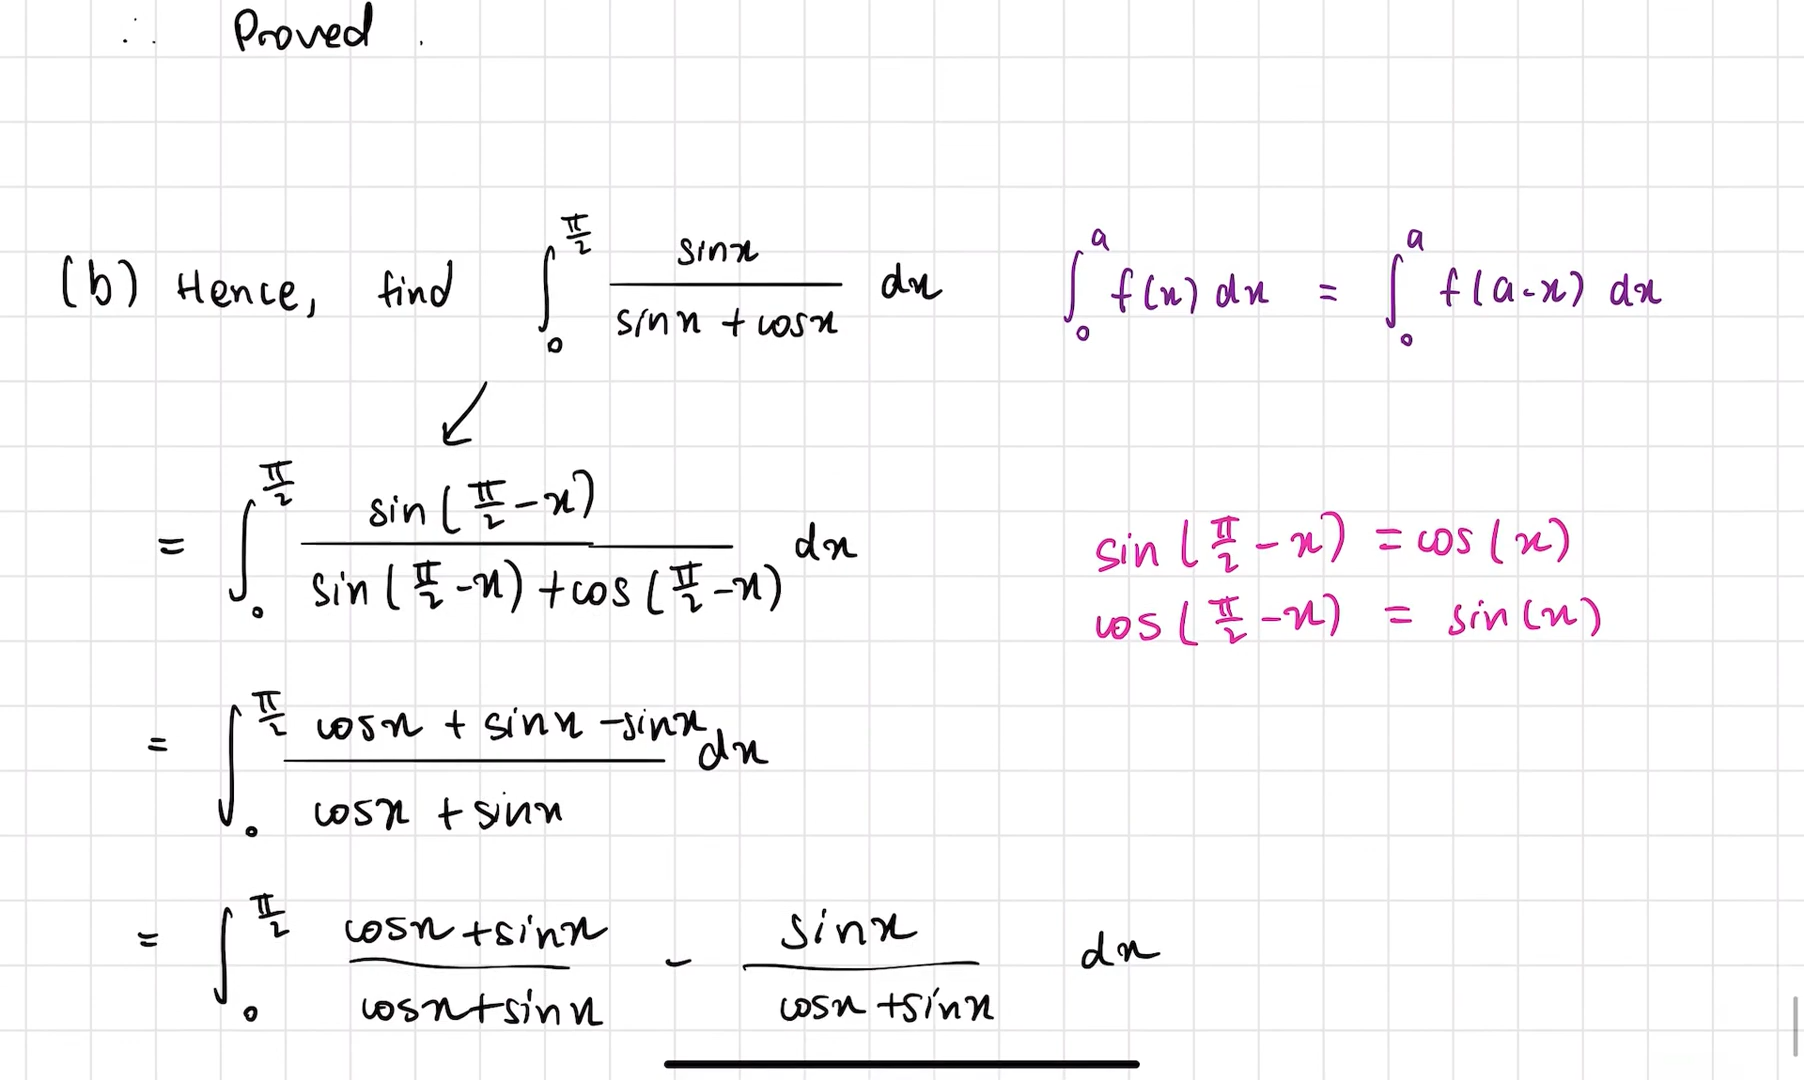 ∴ Proved.
(b) Hence, find ∫₀^(π/2) sinx / (sinx + cosx) dx    ∫₀^a f(x) dx = ∫₀^a f(a-x) dx
= ∫₀^(π/2) sin(π/2 - x) / (sin(π/2 - x) + cos(π/2 - x)) dx
sin(π/2 - x) = cos(x)
cos(π/2 - x) = sin(x)
= ∫₀^(π/2) (cosx + sinx - sinx) / (cosx + sinx) dx
= ∫₀^(π/2) (cosx + sinx) / (cosx + sinx) - sinx / (cosx + sinx) dx